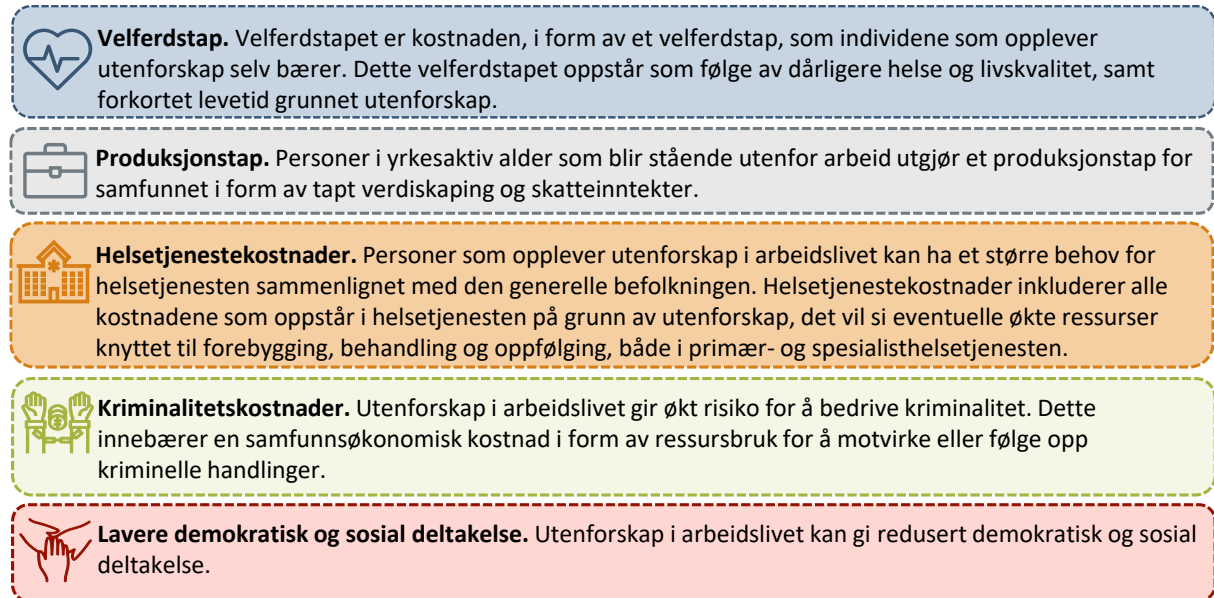 Velferdstap. Velferdstapet er kostnaden, i form av et velferdstap, som individene som opplever
utenforskap selv bærer. Dette velferdstapet oppstår som følge av dårligere helse og livskvalitet, samt
forkortet levetid grunnet utenforskap.
Produksjonstap. Personer i yrkesaktiv alder som blir stående utenfor arbeid utgjør et produksjonstap for
samfunnet i form av tapt verdiskaping og skatteinntekter.
Helsetjenestekostnader. Personer som opplever utenforskap i arbeidslivet kan ha et større behov for
helsetjenesten sammenlignet med den generelle befolkningen. Helsetjenestekostnader inkluderer alle
kostnadene som oppstår i helsetjenesten på grunn av utenforskap, det vil si eventuelle økte ressurser
knyttet til forebygging, behandling og oppfølging, både i primær- og spesialisthelsetjenesten.
Kriminalitetskostnader. Utenforskap i arbeidslivet gir økt risiko for å bedrive kriminalitet. Dette
innebærer en samfunnsøkonomisk kostnad i form av ressursbruk for å motvirke eller følge opp
kriminelle handlinger.
Lavere demokratisk og sosial deltakelse. Utenforskap i arbeidslivet kan gi redusert demokratisk og sosial
deltakelse.